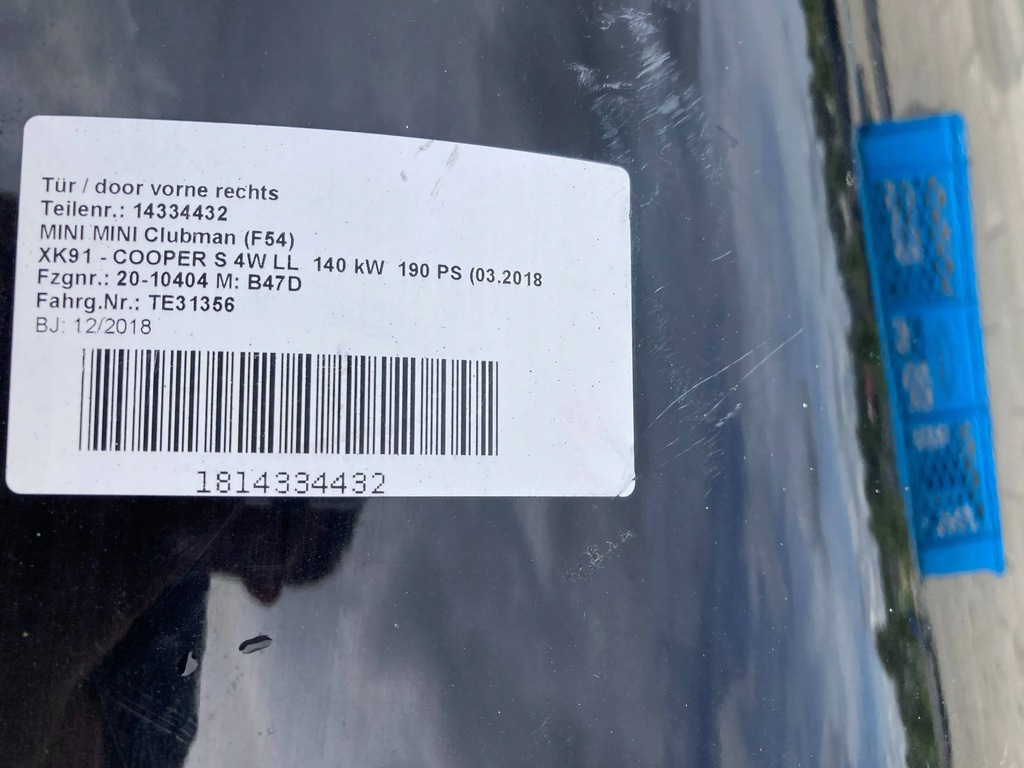 Tür / door vorne rechts
Teilenr.: 14334432
MINI MINI Clubman (F54)
XK91 - COOPER S 4W LL 140 kW 190 PS (03.2018
Fzgnr.: 20-10404 M: B47D
Fahrg.Nr.: TE31356
BJ: 12/2018
1814334432